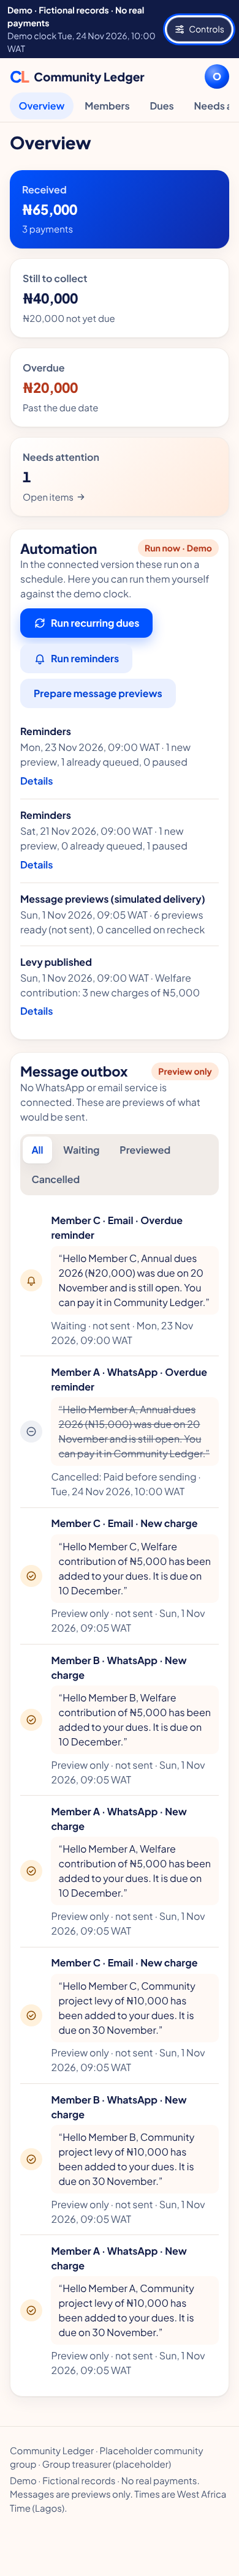 Demo · Fictional records · No real
payments
Demo clock Tue, 24 Nov 2026, 10:00
WAT
Controls
CL Community Ledger
O
Overview Members Dues Needs a
Overview
Received
₦65,000
3 payments
Still to collect
₦40,000
₦20,000 not yet due
Overdue
₦20,000
Past the due date
Needs attention
1
Open items →
Automation
Run now · Demo
In the connected version these run on a
schedule. Here you can run them yourself
against the demo clock.
Run recurring dues
Run reminders
Prepare message previews
Reminders
Mon, 23 Nov 2026, 09:00 WAT · 1 new
preview, 1 already queued, 0 paused
Details
Reminders
Sat, 21 Nov 2026, 09:00 WAT · 1 new
preview, 0 already queued, 1 paused
Details
Message previews (simulated delivery)
Sun, 1 Nov 2026, 09:05 WAT · 6 previews
ready (not sent), 0 cancelled on recheck
Levy published
Sun, 1 Nov 2026, 09:00 WAT · Welfare
contribution: 3 new charges of ₦5,000
Details
Message outbox
Preview only
No WhatsApp or email service is
connected. These are previews of what
would be sent.
All Waiting Previewed
Cancelled
Member C · Email · Overdue
reminder
“Hello Member C, Annual dues
2026 (₦20,000) was due on 20
November and is still open. You
can pay it in Community Ledger.”
Waiting · not sent · Mon, 23 Nov
2026, 09:00 WAT
Member A · WhatsApp · Overdue
reminder
“Hello Member A, Annual dues
2026 (₦15,000) was due on 20
November and is still open. You
can pay it in Community Ledger.”
Cancelled: Paid before sending ·
Tue, 24 Nov 2026, 10:00 WAT
Member C · Email · New charge
“Hello Member C, Welfare
contribution of ₦5,000 has been
added to your dues. It is due on
10 December.”
Preview only · not sent · Sun, 1 Nov
2026, 09:05 WAT
Member B · WhatsApp · New
charge
“Hello Member B, Welfare
contribution of ₦5,000 has been
added to your dues. It is due on
10 December.”
Preview only · not sent · Sun, 1 Nov
2026, 09:05 WAT
Member A · WhatsApp · New
charge
“Hello Member A, Welfare
contribution of ₦5,000 has been
added to your dues. It is due on
10 December.”
Preview only · not sent · Sun, 1 Nov
2026, 09:05 WAT
Member C · Email · New charge
“Hello Member C, Community
project levy of ₦10,000 has
been added to your dues. It is
due on 30 November.”
Preview only · not sent · Sun, 1 Nov
2026, 09:05 WAT
Member B · WhatsApp · New
charge
“Hello Member B, Community
project levy of ₦10,000 has
been added to your dues. It is
due on 30 November.”
Preview only · not sent · Sun, 1 Nov
2026, 09:05 WAT
Member A · WhatsApp · New
charge
“Hello Member A, Community
project levy of ₦10,000 has
been added to your dues. It is
due on 30 November.”
Preview only · not sent · Sun, 1 Nov
2026, 09:05 WAT
Community Ledger · Placeholder community
group · Group treasurer (placeholder)
Demo · Fictional records · No real payments.
Messages are previews only. Times are West Africa
Time (Lagos).